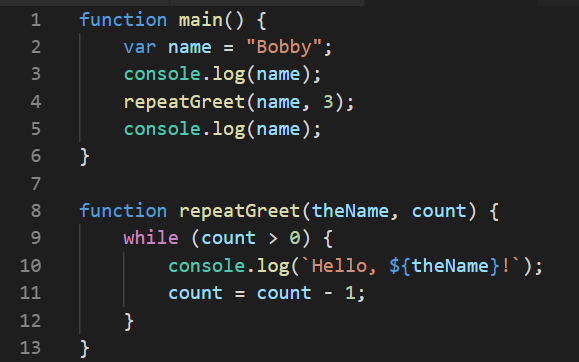 1 function main() {
2     var name = "Bobby";
3     console.log(name);
4     repeatGreet(name, 3);
5     console.log(name);
6 }
7
8 function repeatGreet(theName, count) {
9     while (count > 0) {
10         console.log(`Hello, ${theName}!`);
11         count = count - 1;
12     }
13 }